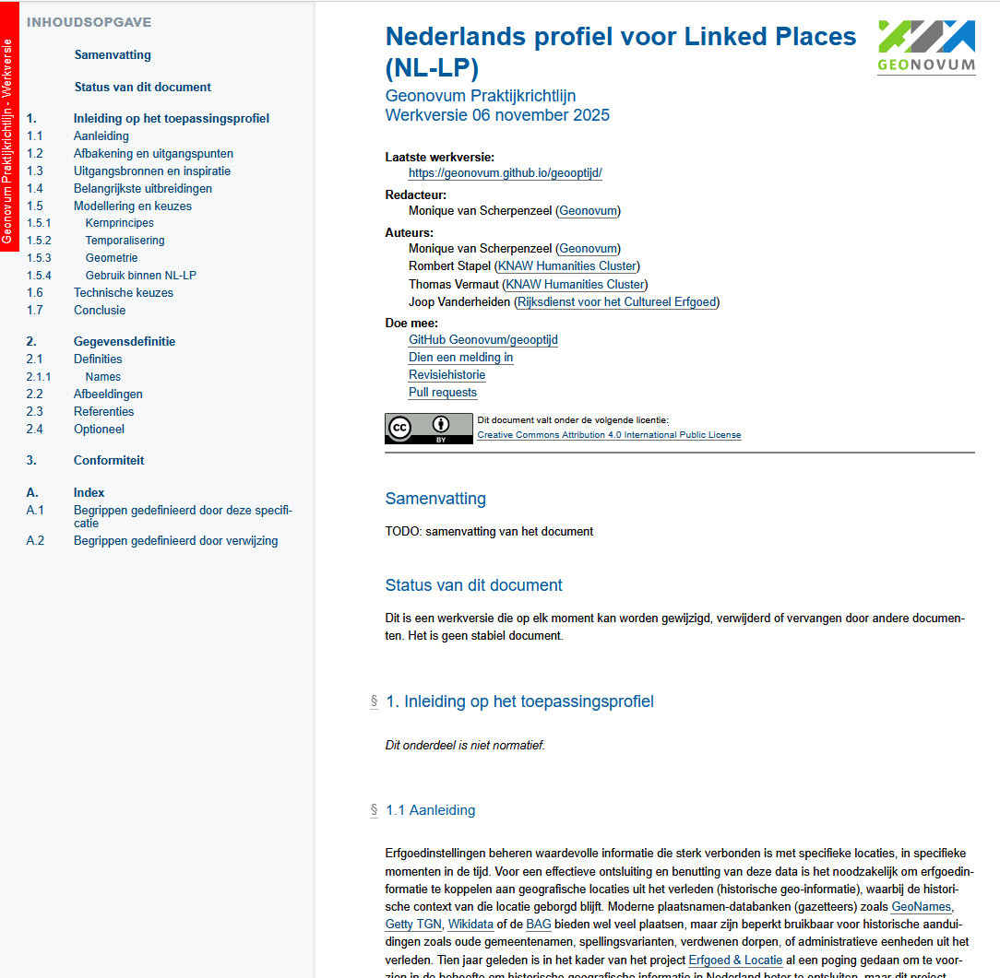 Geonovum Praktijkrichtlijn - Werkversie
INHOUDSOPGAVE
Samenvatting
Status van dit document
1. Inleiding op het toepassingsprofiel
1.1 Aanleiding
1.2 Afbakening en uitgangspunten
1.3 Uitgangsbronnen en inspiratie
1.4 Belangrijkste uitbreidingen
1.5 Modellering en keuzes
1.5.1 Kernprincipes
1.5.2 Temporalisering
1.5.3 Geometrie
1.5.4 Gebruik binnen NL-LP
1.6 Technische keuzes
1.7 Conclusie
2. Gegevensdefinitie
2.1 Definities
2.1.1 Names
2.2 Afbeeldingen
2.3 Referenties
2.4 Optioneel
3. Conformiteit
A. Index
A.1 Begrippen gedefinieerd door deze specifi-
catie
A.2 Begrippen gedefinieerd door verwijzing
Nederlands profiel voor Linked Places
(NL-LP)
GEONOVUM
Geonovum Praktijkrichtlijn
Werkversie 06 november 2025
Laatste werkversie:
https://geonovum.github.io/geooptijd/
Redacteur:
Monique van Scherpenzeel (Geonovum)
Auteurs:
Monique van Scherpenzeel (Geonovum)
Rombert Stapel (KNAW Humanities Cluster)
Thomas Vermaut (KNAW Humanities Cluster)
Joop Vanderheiden (Rijksdienst voor het Cultureel Erfgoed)
Doe mee:
GitHub Geonovum/geooptijd
Dien een melding in
Revisiehistorie
Pull requests
cc BY
Dit document valt onder de volgende licentie:
Creative Commons Attribution 4.0 International Public License
Samenvatting
TODO: samenvatting van het document
Status van dit document
Dit is een werkversie die op elk moment kan worden gewijzigd, verwijderd of vervangen door andere documen-
ten. Het is geen stabiel document.
§ 1. Inleiding op het toepassingsprofiel
Dit onderdeel is niet normatief.
§ 1.1 Aanleiding
Erfgoedinstellingen beheren waardevolle informatie die sterk verbonden is met specifieke locaties, in specifieke
momenten in de tijd. Voor een effectieve ontsluiting en benutting van deze data is het noodzakelijk om erfgoedin-
formatie te koppelen aan geografische locaties uit het verleden (historische geo-informatie), waarbij de histori-
sche context van die locatie geborgd blijft. Moderne plaatsnamen-databanken (gazetteers) zoals GeoNames,
Getty TGN, Wikidata of de BAG bieden wel veel plaatsen, maar zijn beperkt bruikbaar voor historische aandui-
dingen zoals oude gemeentenamen, spellingsvarianten, verdwenen dorpen, of administratieve eenheden uit het
verleden. Tien jaar geleden is in het kader van het project Erfgoed & Locatie al een poging gedaan om te voor-
zien in de behoefte om historische geografische informatie in Nederland beter te ontsluiten, maar dit project